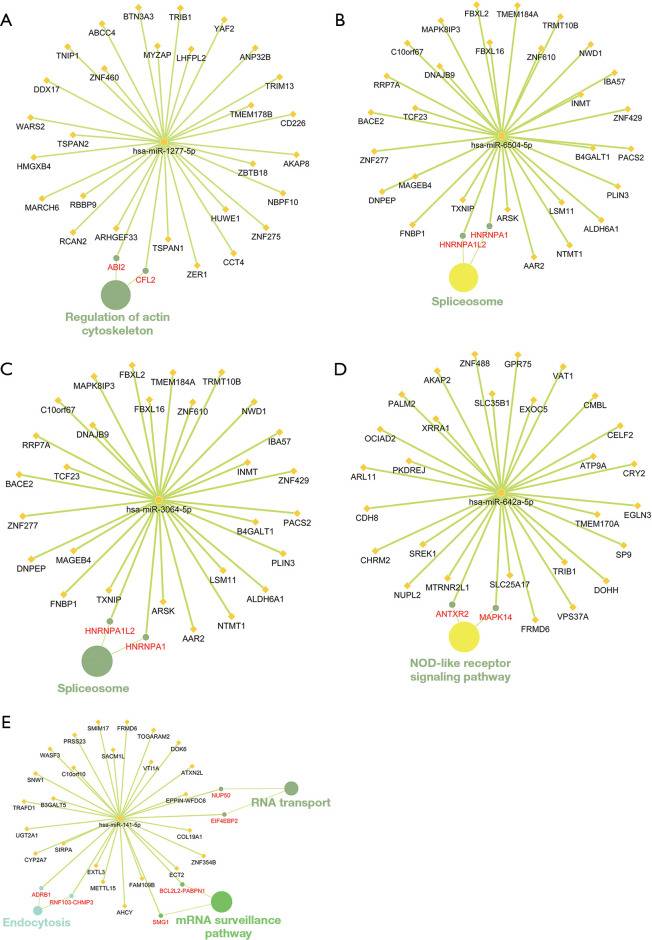 A
BTN3A3
TRIB1
ABCC4
YAF2
MYZAP
LHFPL2
TNIP1
ANP32B
ZNF460
DDX17
TRIM13
TMEM178B
WARS2
CD226
TSPAN2
hsa-miR-1277-5p
HMGXB4
AKAP8
ZBTB18
RBBP9
NBPF10
MARCH6
HUWE1
RCAN2
ARHGEF33
ZNF275
TSPAN1
CCT4
ABI2
ZER1
CFL2
Regulation of actin
cytoskeleton
B
FBXL2
TMEM184A
MAPK8IP3
TRMT10B
C10orf67
FBXL16
ZNF610
NWD1
DNAJB9
RRP7A
IBA57
INMT
BACE2
TCF23
ZNF429
hsa-miR-6504-5p
ZNF277
B4GALT1
PACS2
MAGEB4
DNPEP
PLIN3
TXNIP
LSM11
ARSK
FNBP1
ALDH6A1
HNRNPA1
HNRNPA1L2
NTMT1
AAR2
Spliceosome
C
FBXL2
TMEM184A
TRMT10B
MAPK8IP3
C10orf67
FBXL16
ZNF610
NWD1
DNAJB9
RRP7A
IBA57
INMT
TCF23
ZNF429
BACE2
hsa-miR-3064-5p
ZNF277
PACS2
B4GALT1
MAGEB4
DNPEP
PLIN3
LSM11
TXNIP
FNBP1
ALDH6A1
ARSK
NTMT1
HNRNPA1L2
AAR2
HNRNPA1
Spliceosome
D
ZNF488
GPR75
AKAP2
VAT1
PALM2
SLC35B1
EXOC5
CMBL
XRRA1
OCIAD2
CELF2
PKDREJ
ATP9A
ARL11
CRY2
hsa-miR-642a-5p
CDH8
EGLN3
TMEM170A
CHRM2
SREK1
SP9
TRIB1
NUPL2
MTRNR2L1
SLC25A17
DOHH
ANTXR2
MAPK14
VPS37A
FRMD6
NOD-like receptor
signaling pathway
E
SMIM17
FRMD6
PRSS23
TOGARAM2
WASF3
SACM1L
DOK6
C10orf10
VTI1A
SNW1
ATXN2L
B3GALT5
EPPIN-WFDC6
NUP50
TRAFD1
RNA transport
hsa-miR-141-5p
EIF4EBP2
UGT2A1
COL19A1
SIRPA
CYP2A7
ZNF354B
EXTL3
ECT2
METTL15
FAM109B
ADRB1
BCL2L2-PABPN1
RNF103-CHMP3
AHCY
Endocytosis
SMG1
mRNA surveillance
pathway